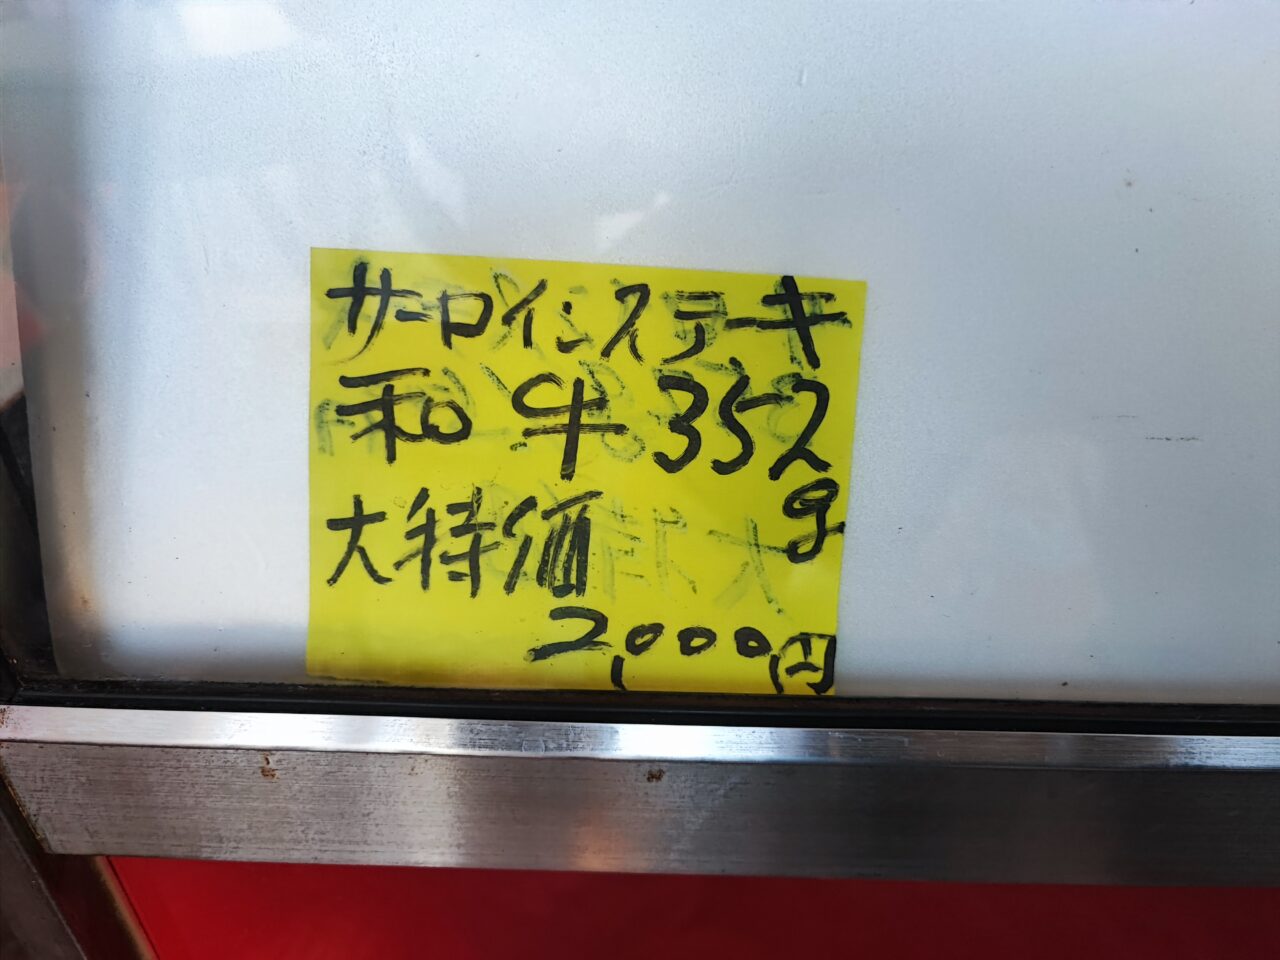 サーロインステーキ
和牛352
g
大特価
2,000円